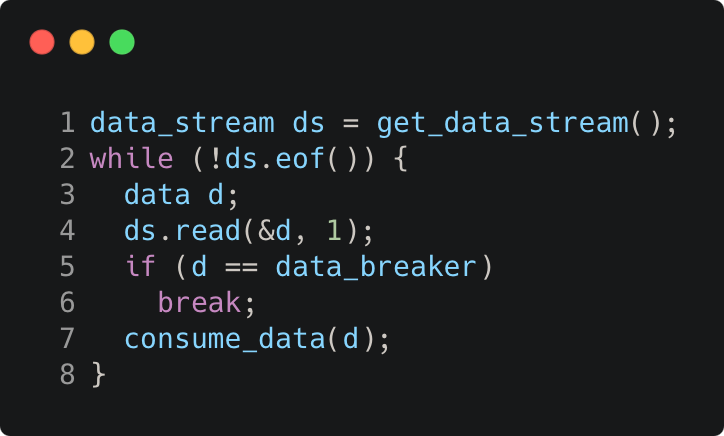 1 data_stream ds = get_data_stream();
2 while (!ds.eof()) {
3   data d;
4   ds.read(&d, 1);
5   if (d == data_breaker)
6     break;
7   consume_data(d);
8 }